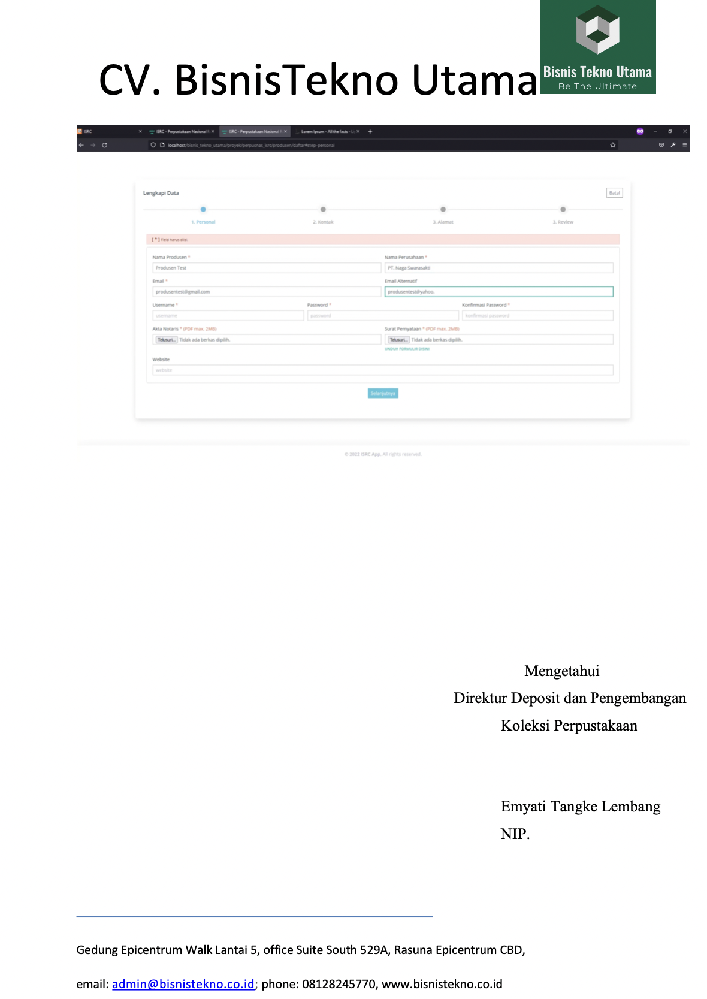 CV. BisnisTekno Utama
Bisnis Tekno Utama
Be The Ultimate
ISRC
ISRC - Perpustakaan Nasional
ISRC - Perpustakaan Nasional
Lorem Ipsum - All the facts -
localhost/bisnis_tekno_utama/proyek/perpusnas_isrc/produsen/daftar#step-personal
Lengkapi Data
Batal
1. Personal
2. Kontak
3. Alamat
3. Review
[ * ] Field harus diisi.
Nama Produsen *
Nama Perusahaan *
Produsen Test
PT. Naga Swarasakti
Email *
Email Alternatif
produsentest@gmail.com
produsentest@yahoo.
Username *
Password *
Konfirmasi Password *
username
password
konfirmasi password
Akta Notaris * (PDF max. 2MB)
Surat Pernyataan * (PDF max. 2MB)
Telusuri... Tidak ada berkas dipilih.
Telusuri... Tidak ada berkas dipilih.
UNDUH FORMULIR DISINI
Website
website
Selanjutnya
© 2022 ISRC App. All rights reserved.
Mengetahui
Direktur Deposit dan Pengembangan
Koleksi Perpustakaan
Emyati Tangke Lembang
NIP.
Gedung Epicentrum Walk Lantai 5, office Suite South 529A, Rasuna Epicentrum CBD,
email: admin@bisnistekno.co.id; phone: 08128245770, www.bisnistekno.co.id